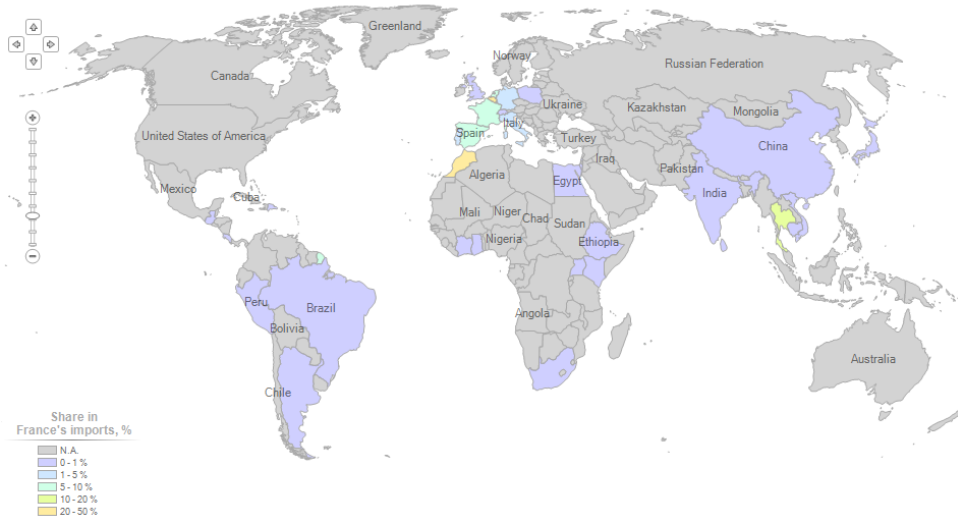 Greenland
Norway
Russian Federation
Canada
Ukraine
Kazakhstan
Mongolia
United States of America
Italy
Spain
Turkey
China
Iraq
Pakistan
Algeria
Mexico
Egypt
India
Cuba
Mali
Niger
Chad
Sudan
Nigeria
Ethiopia
Peru
Brazil
Angola
Bolivia
Australia
Chile
Share in
France's imports, %
N.A.
0 - 1 %
1 - 5 %
5 - 10 %
10 - 20 %
20 - 50 %